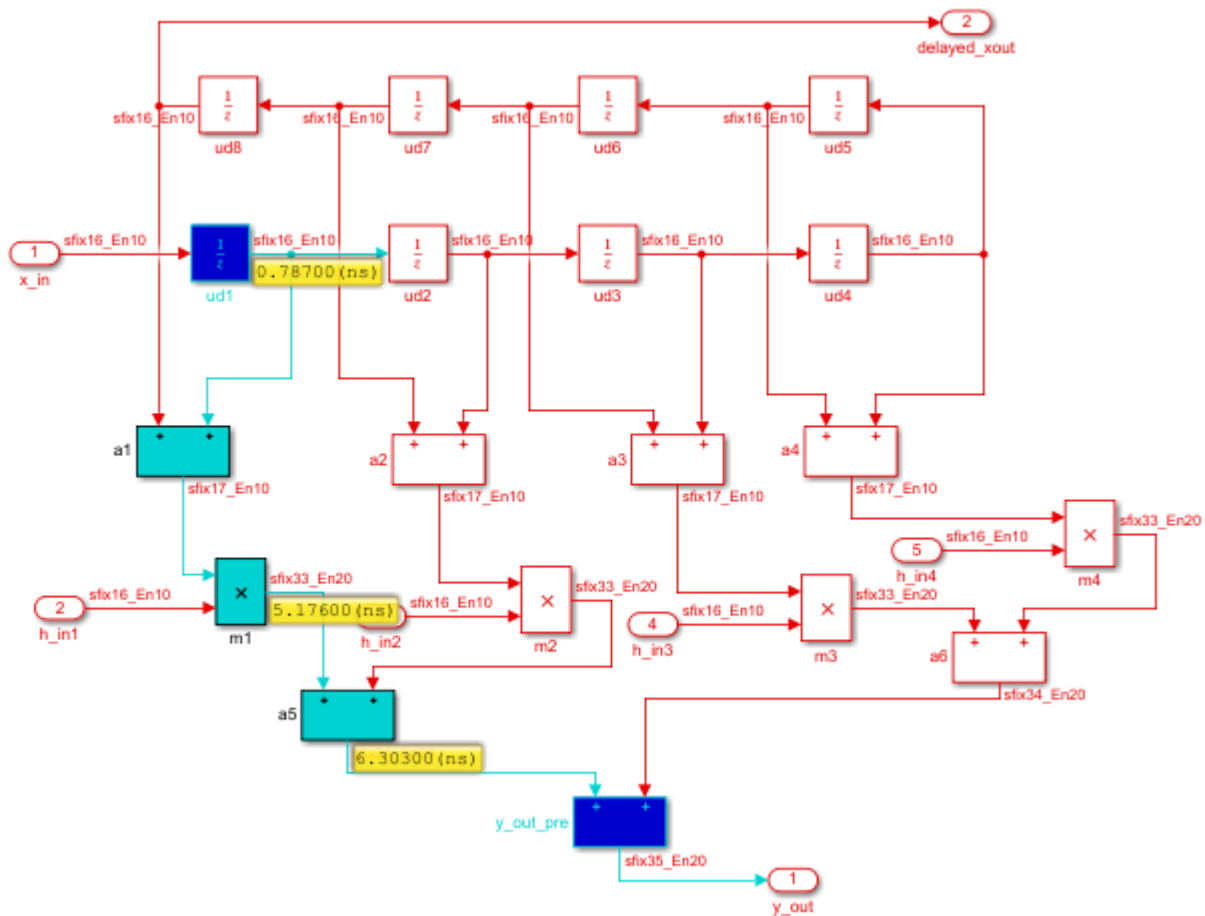 2
delayed_xout
1 z
1 z
1 z
1 z
sfix16_En10
sfix16_En10
sfix16_En10
sfix16_En10
ud8
ud7
ud6
ud5
1
x_in
sfix16_En10
1 z
sfix16_En10
1 z
sfix16_En10
1 z
sfix16_En10
1 z
sfix16_En10
0.78700(ns)
ud1
ud2
ud3
ud4
+ +
a1
+ +
a2
+ +
a3
+ +
a4
sfix17_En10
sfix17_En10
sfix17_En10
sfix17_En10
sfix33_En20
5
h_in4
sfix16_En10
×
m4
2
h_in1
sfix16_En10
×
m1
sfix33_En20
5.17600(ns)
h_in2
sfix16_En10
×
m2
sfix33_En20
4
h_in3
sfix16_En10
×
m3
sfix33_En20
+ +
a6
sfix34_En20
+ +
a5
6.30300(ns)
+ +
y_out_pre
sfix35_En20
1
y_out